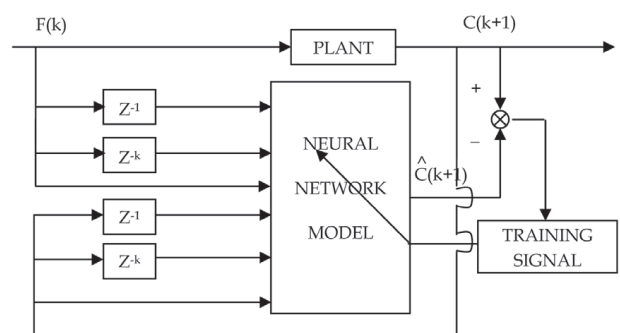 F(k)
C(k+1)
PLANT
Z-1
+
Z-k
NEURAL
–
^
C(k+1)
NETWORK
Z-1
MODEL
TRAINING
SIGNAL
Z-k